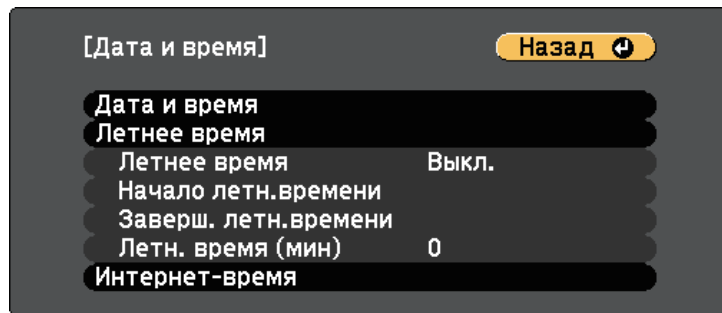 [Дата и время] Назад
Дата и время
Летнее время
Летнее время Выкл.
Начало летн.времени
Заверш. летн.времени
Летн. время (мин) 0
Интернет-время